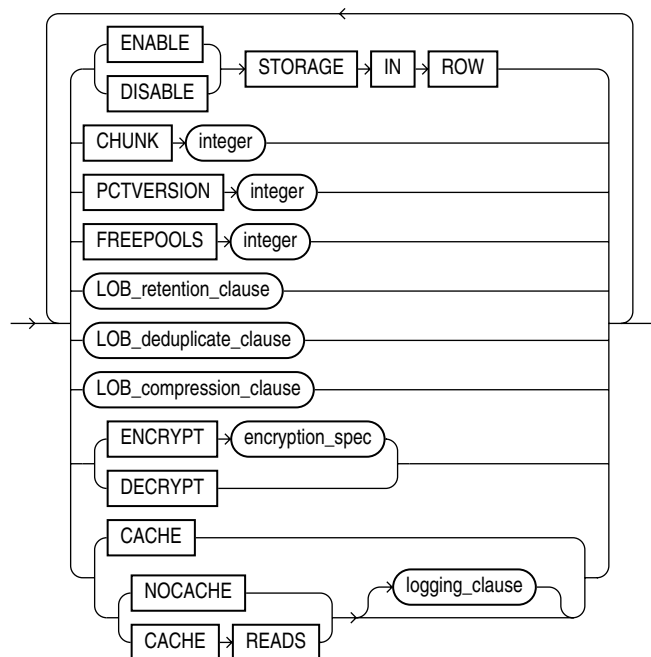 ENABLE
STORAGE IN ROW
DISABLE
CHUNK integer
PCTVERSION integer
FREEPOOLS integer
LOB_retention_clause
LOB_deduplicate_clause
LOB_compression_clause
ENCRYPT encryption_spec
DECRYPT
CACHE
NOCACHE logging_clause
CACHE READS